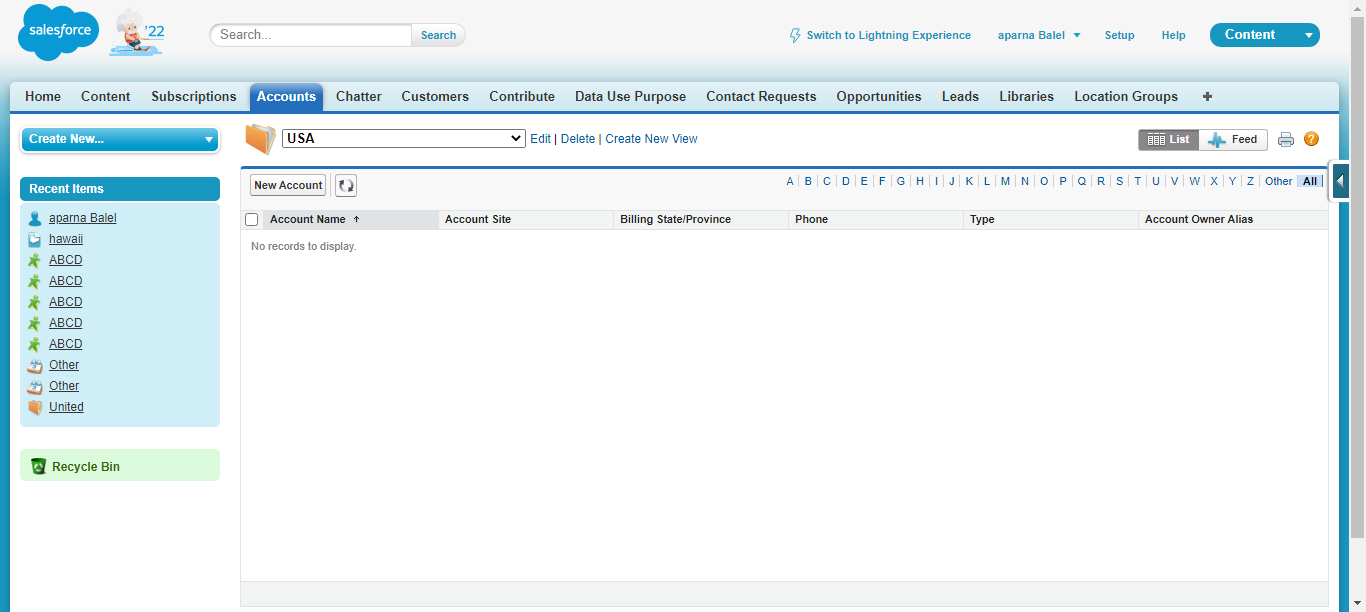 salesforce
'22
Search...
Search
Switch to Lightning Experience
aparna Balel
Setup
Help
Content
Home
Content
Subscriptions
Accounts
Chatter
Customers
Contribute
Data Use Purpose
Contact Requests
Opportunities
Leads
Libraries
Location Groups
Create New...
USA
Edit | Delete | Create New View
List
Feed
Recent Items
aparna Balel
hawaii
ABCD
ABCD
ABCD
ABCD
ABCD
Other
Other
United
Recycle Bin
New Account
A | B | C | D | E | F | G | H | I | J | K | L | M | N | O | P | Q | R | S | T | U | V | W | X | Y | Z | Other | All |
Account Name
Account Site
Billing State/Province
Phone
Type
Account Owner Alias
No records to display.